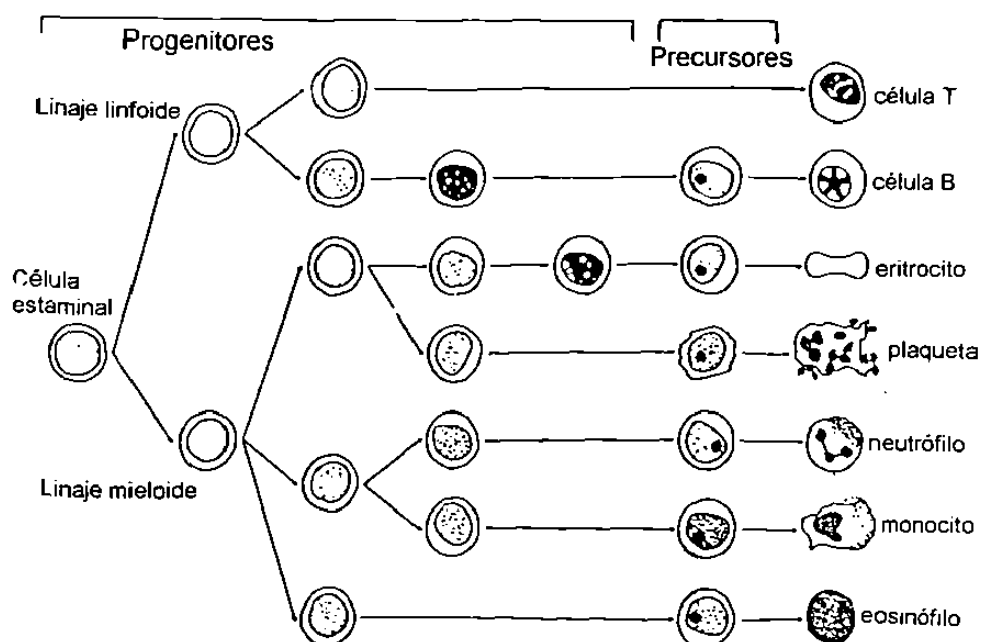 Progenitores
Precursores
Linaje linfoide
célula T
célula B
Célula
estaminal
eritrocito
plaqueta
neutrófilo
Linaje mieloide
monocito
eosinófilo